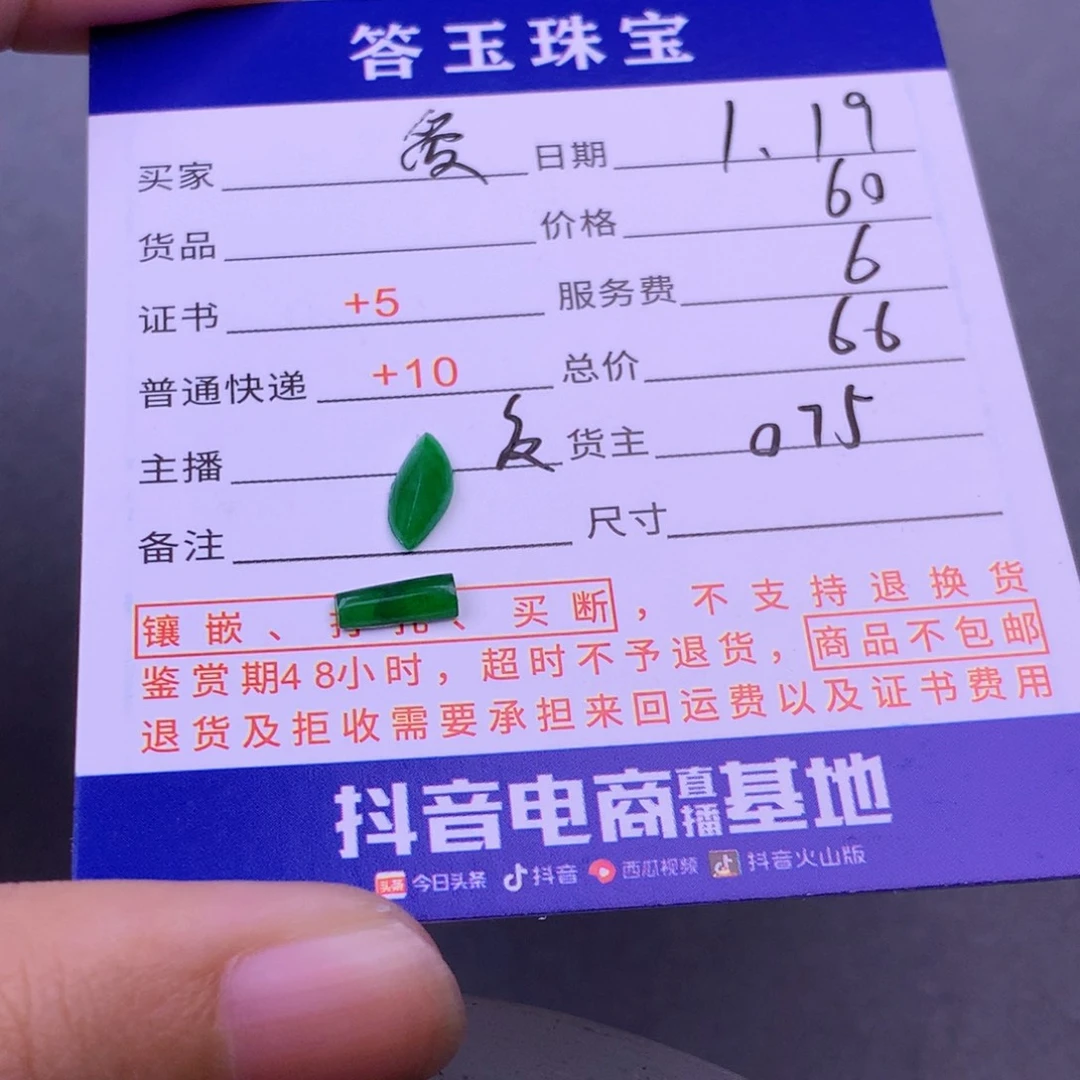 答玉珠宝
买家 爱 日期 1.19
货品 价格 60
证书 +5 服务费 6
普通快递 +10 总价 66
主播 货主 075
备注 尺寸
镶嵌、 、买断，不支持退换货
鉴赏期48小时，超时不予退货，商品不包邮
退货及拒收需要承担来回运费以及证书费用
抖音电商直播基地
头条 今日头条 抖音 西瓜视频 抖音火山版